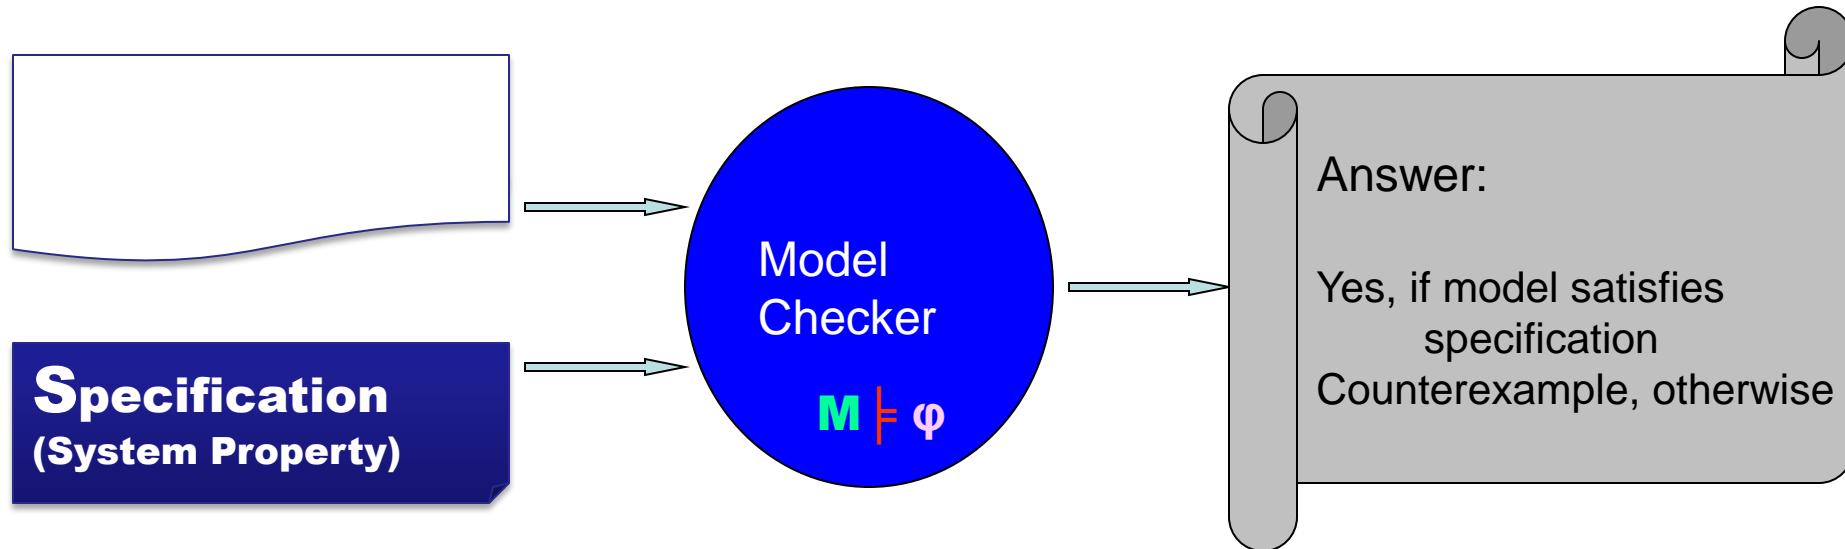 Specification
(System Property)
Model
Checker
M ⊨ φ
Answer:
Yes, if model satisfies
specification
Counterexample, otherwise